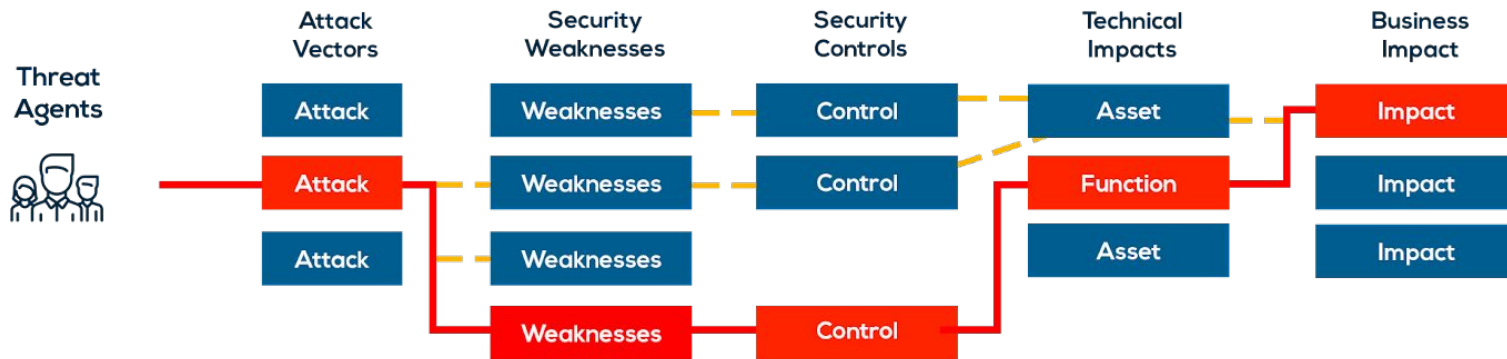 Threat
Agents
Attack
Vectors
Security
Weaknesses
Security
Controls
Technical
Impacts
Business
Impact
Attack
Weaknesses
Control
Asset
Impact
Attack
Weaknesses
Control
Function
Impact
Attack
Weaknesses
Asset
Impact
Weaknesses
Control